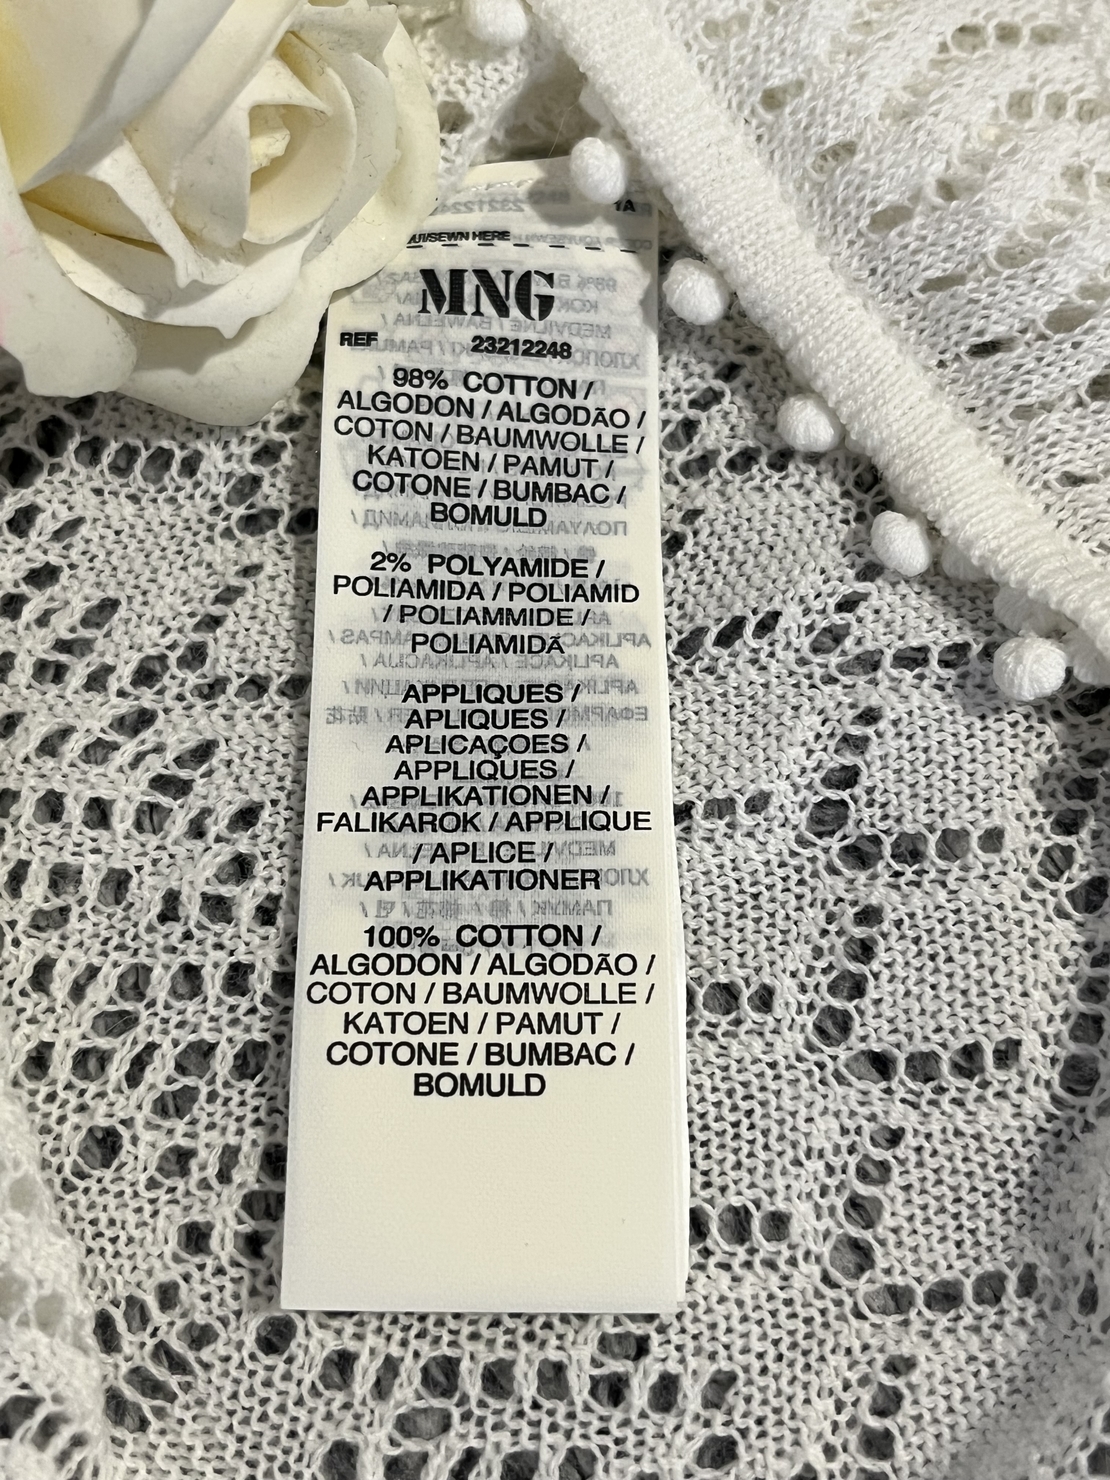 SEWN HERE
MNG
REF 23212248
98% COTTON /
ALGODON / ALGODÃO /
COTON / BAUMWOLLE /
KATOEN / PAMUT /
COTONE / BUMBAC /
BOMULD
2% POLYAMIDE /
POLIAMIDA / POLIAMID
/ POLIAMMIDE /
POLIAMIDĂ
APPLIQUES /
APLIQUES /
APLICAÇOES /
APPLIQUES /
APPLIKATIONEN /
FALIKAROK / APPLIQUE
/ APLICE /
APPLIKATIONER
100% COTTON /
ALGODON / ALGODÃO /
COTON / BAUMWOLLE /
KATOEN / PAMUT /
COTONE / BUMBAC /
BOMULD